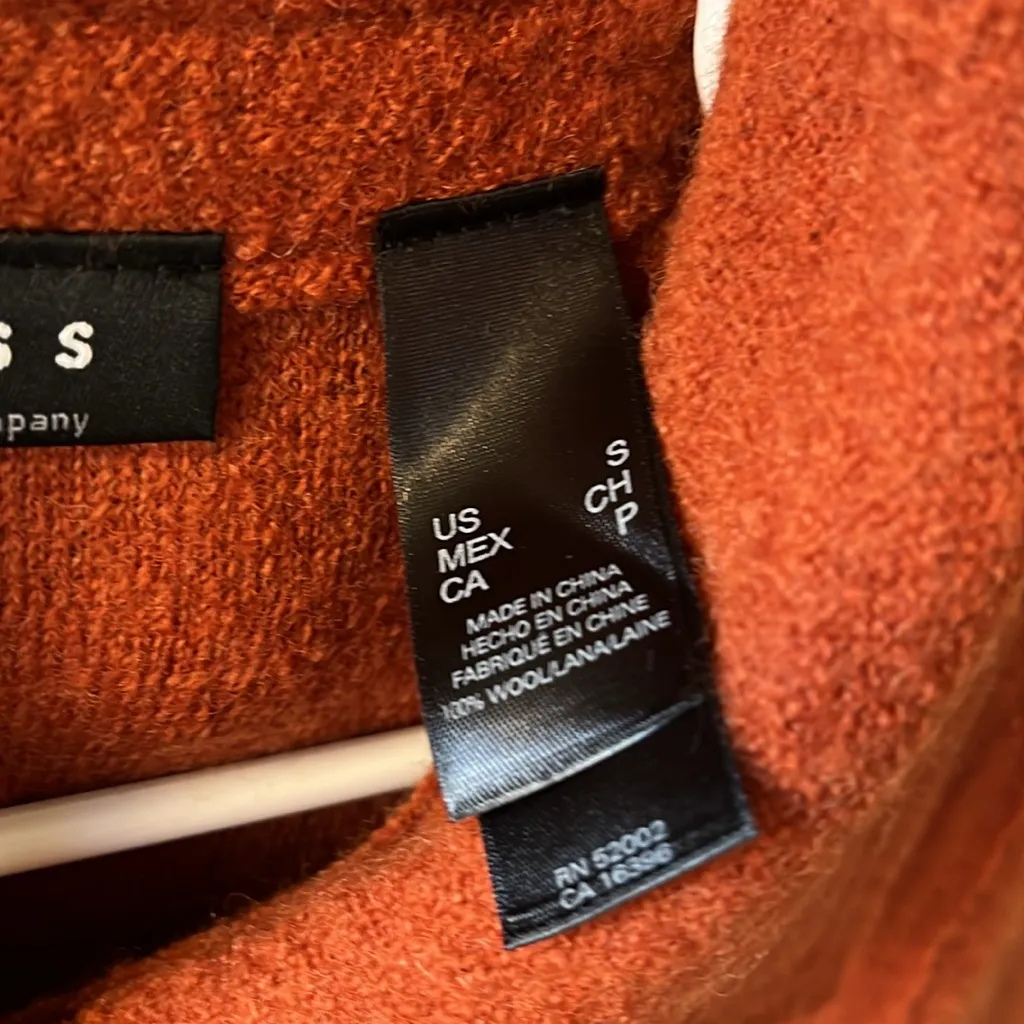 S S
mpany
US S
MEX CH
CA P
MADE IN CHINA
HECHO EN CHINA
FABRIQUÉ EN CHINE
100% WOOL/LANA/LAINE
RN 52002
CA 16396